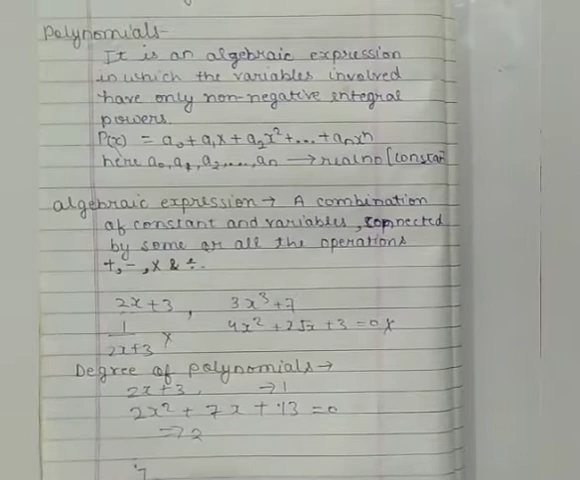 Polynomials-
It is an algebraic expression
in which the variables involved
have only non-negative integral
powers.
P(x) = a₀ + a₁x + a₂x² + ... + aₙxⁿ
here a₀, a₁, a₂, ..., aₙ → real no [constan
algebraic expression → A combination
of constant and variables, connected
by some or all the operations
+, -, x & ÷.
2x+3, 3x³+7
1/2x+3 x 4x²+25x+3=0x
Degree of polynomials →
2x+3, →1
2x² + 7x + 13 = 0
⇒2